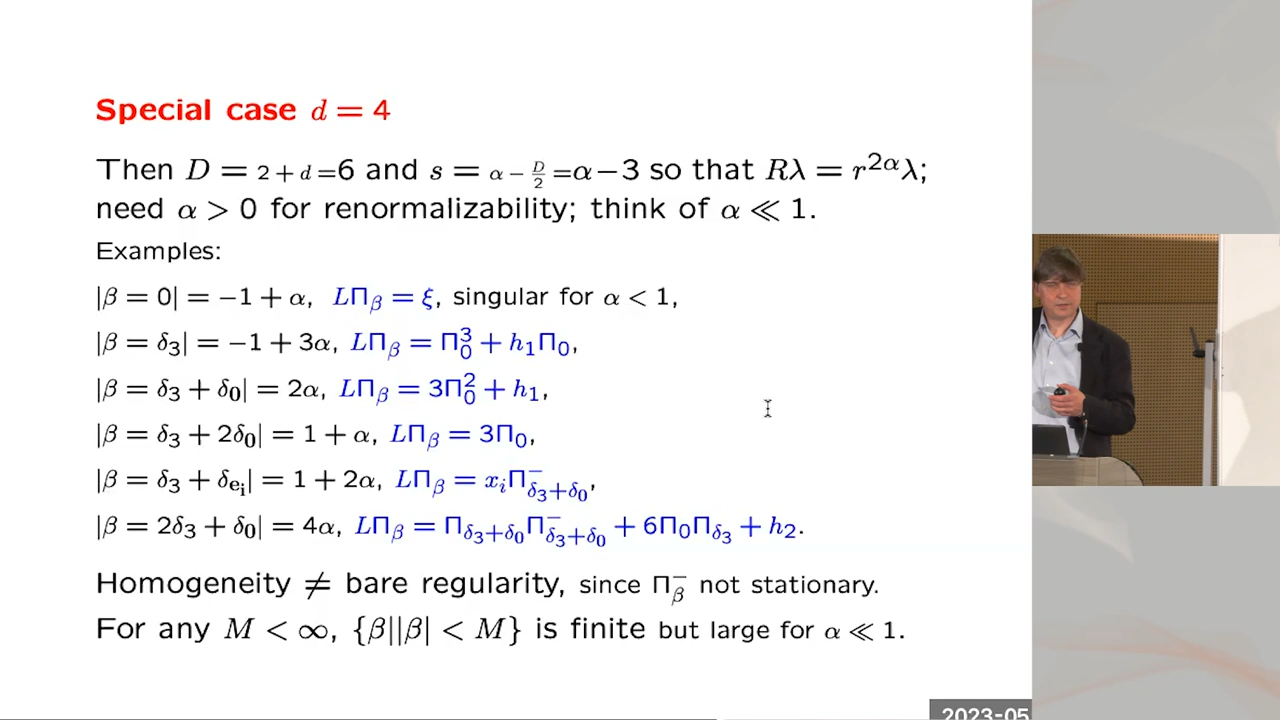 Special case d = 4
Then D = 2 + d =6 and s = α − D/2 =α−3 so that Rλ = r^{2α}λ;
need α > 0 for renormalizability; think of α ≪ 1.
Examples:
|β = 0| = −1 + α, LΠ_β = ξ, singular for α < 1,
|β = δ_3| = −1 + 3α, LΠ_β = Π_0^3 + h_1Π_0,
|β = δ_3 + δ_0| = 2α, LΠ_β = 3Π_0^2 + h_1,
|β = δ_3 + 2δ_0| = 1 + α, LΠ_β = 3Π_0,
|β = δ_3 + δ_{e_i}| = 1 + 2α, LΠ_β = x_iΠ^−_{δ_3+δ_0},
|β = 2δ_3 + δ_0| = 4α, LΠ_β = Π_{δ_3+δ_0}Π^−_{δ_3+δ_0} + 6Π_0Π_{δ_3} + h_2.
Homogeneity ≠ bare regularity, since Π^−_β not stationary.
For any M < ∞, {β||β| < M} is finite but large for α ≪ 1.
2023-05